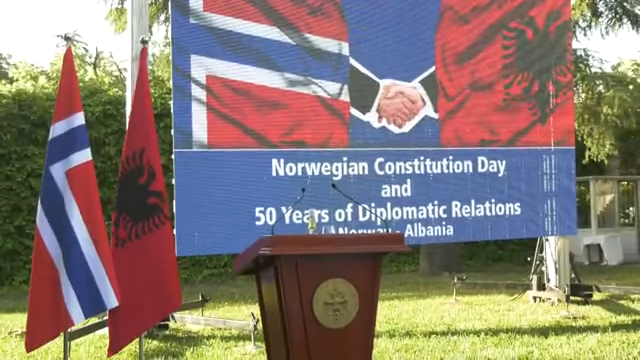 Norwegian Constitution Day
and
50 Years of Diplomatic Relations
Norway - Albania